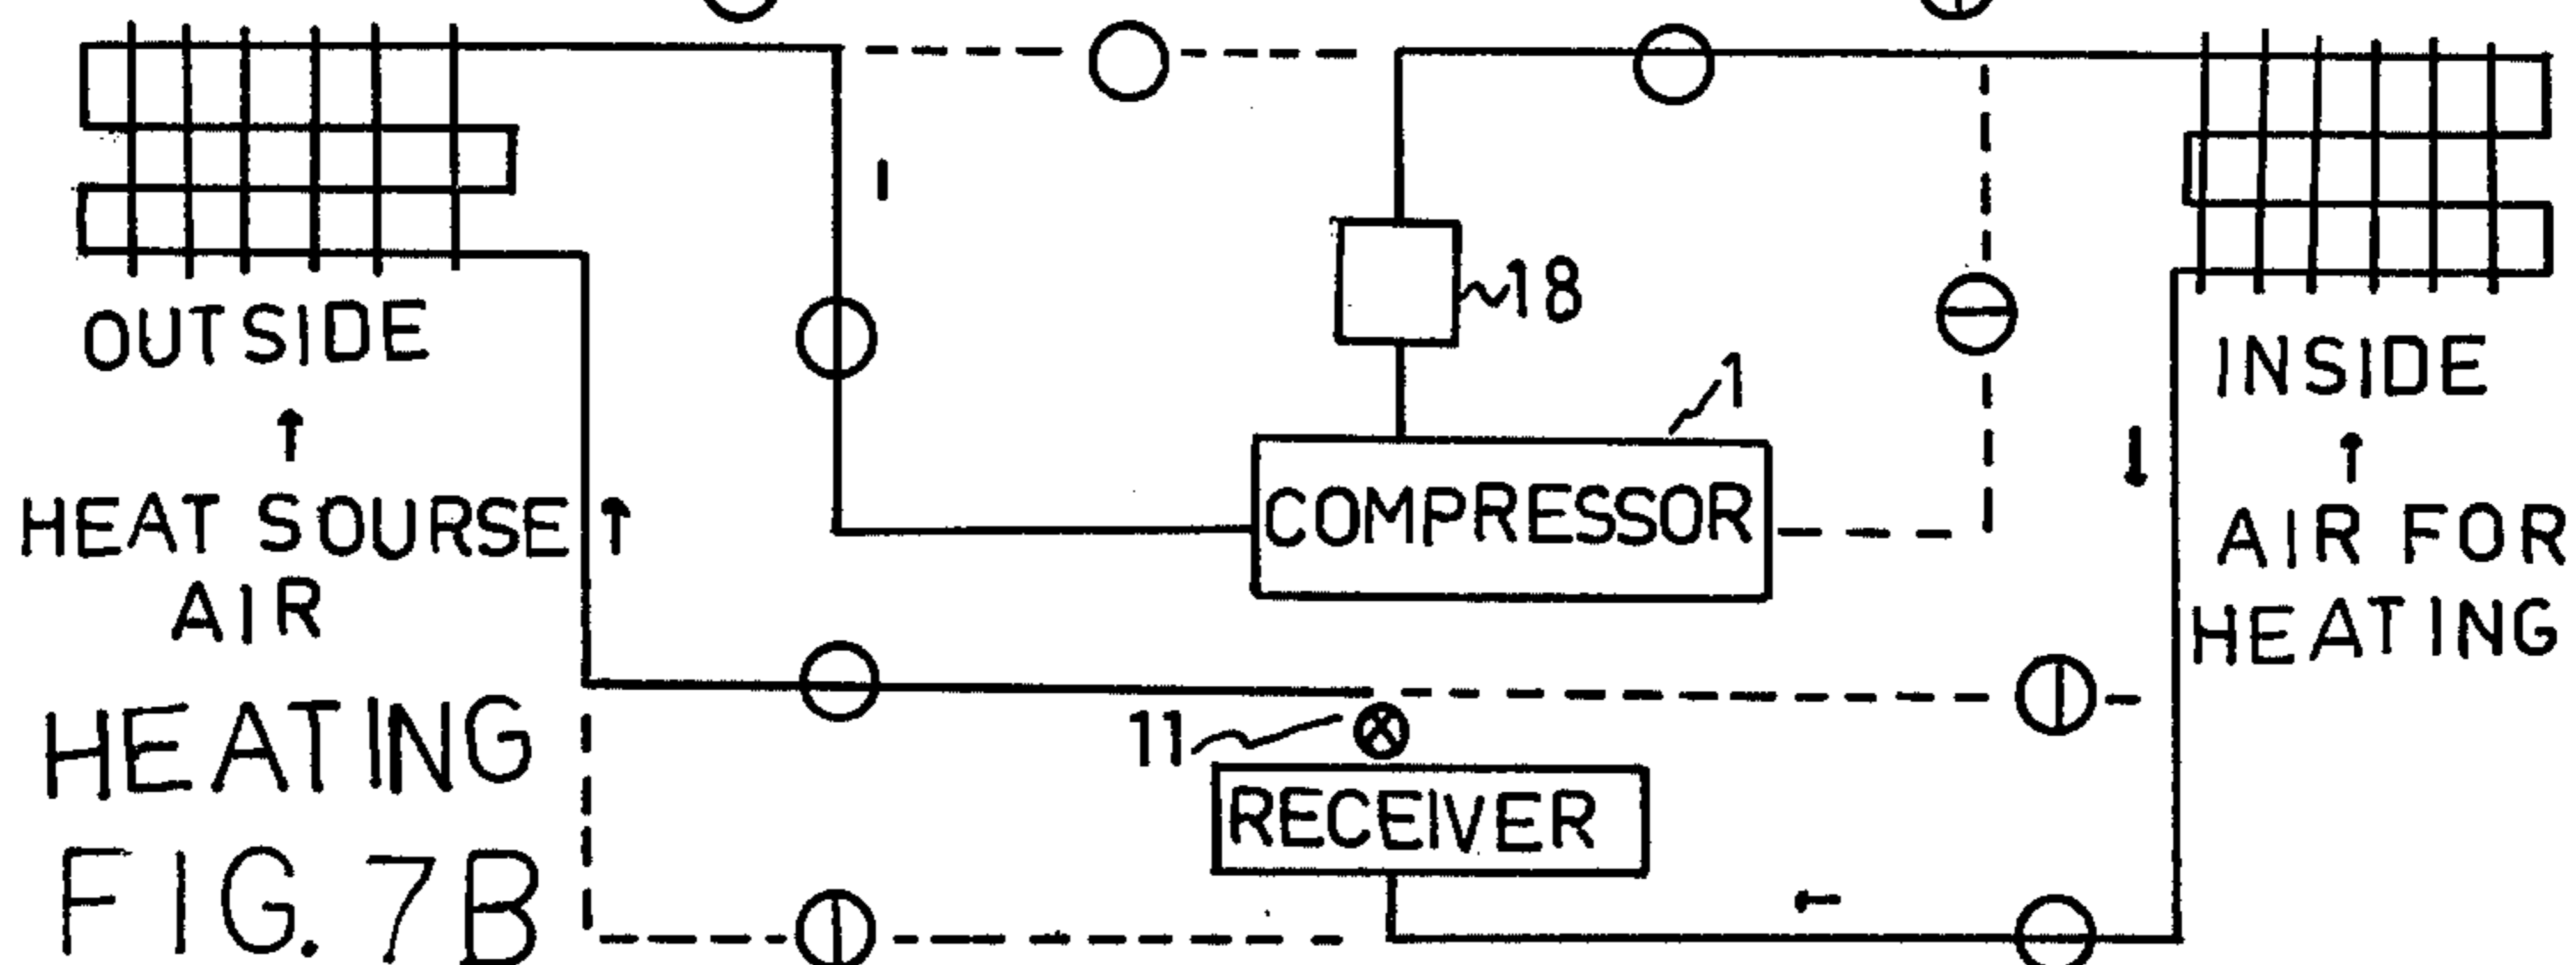 18
OUTSIDE
INSIDE
1
COMPRESSOR
HEAT SOURSE
AIR
AIR FOR
HEATING
11
RECEIVER
HEATING
FIG. 7B